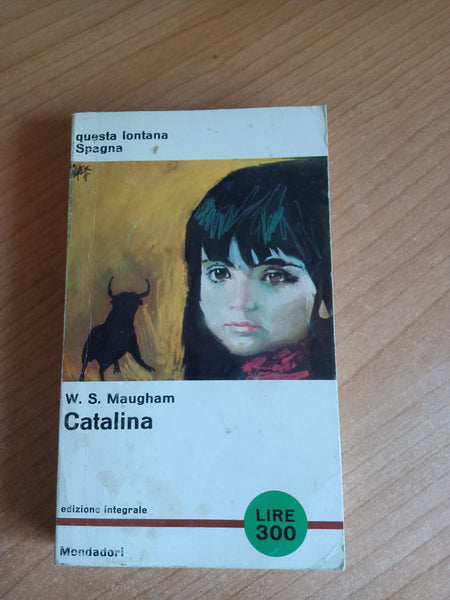 questa lontana
Spagna
W. S. Maugham
Catalina
edizione integrale
LIRE
300
Mondadori